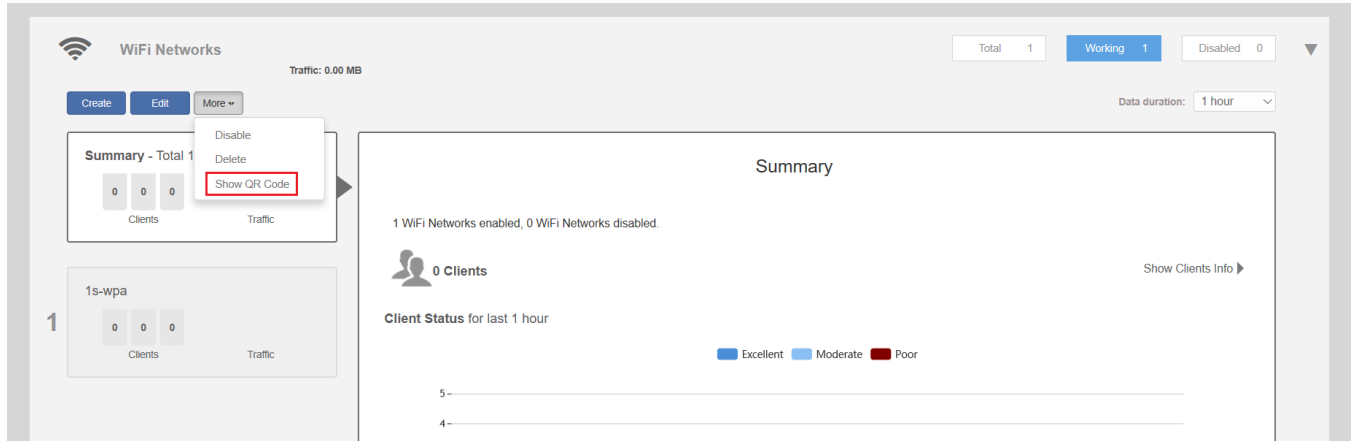 WiFi Networks
Total 1
Working 1
Disabled 0
Traffic: 0.00 MB
Create
Edit
More
Data duration: 1 hour
Disable
Delete
Show QR Code
Summary - Total 1
0 0 0
Clients
Traffic
1
1s-wpa
0 0 0
Clients
Traffic
Summary
1 WiFi Networks enabled, 0 WiFi Networks disabled.
0 Clients
Show Clients Info
Client Status for last 1 hour
Excellent Moderate Poor
5
4